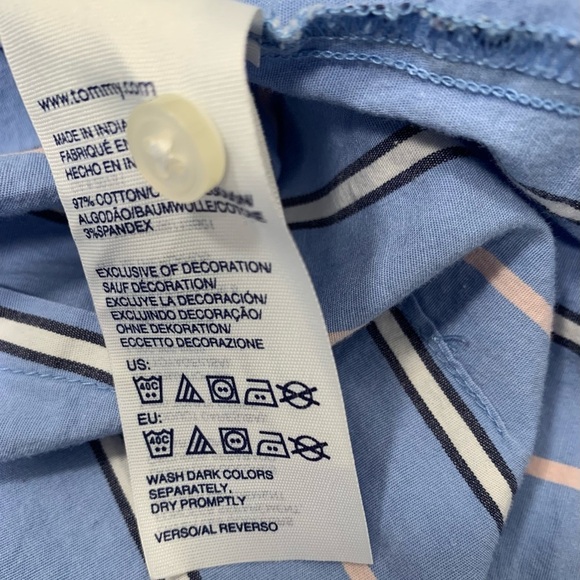 www.tommy.com
MADE IN INDIA
FABRIQUÉ EN
HECHO EN IN
97% COTTON/
ALGODÃO/BAUMWOLLE/COTONE
3%SPANDEX
EXCLUSIVE OF DECORATION/
SAUF DÉCORATION/
EXCLUYE LA DECORACIÓN/
EXCLUINDO DECORAÇÃO/
OHNE DEKORATION/
ECCETTO DECORAZIONE
US:
40C
EU:
40C
WASH DARK COLORS
SEPARATELY,
DRY PROMPTLY
VERSO/AL REVERSO